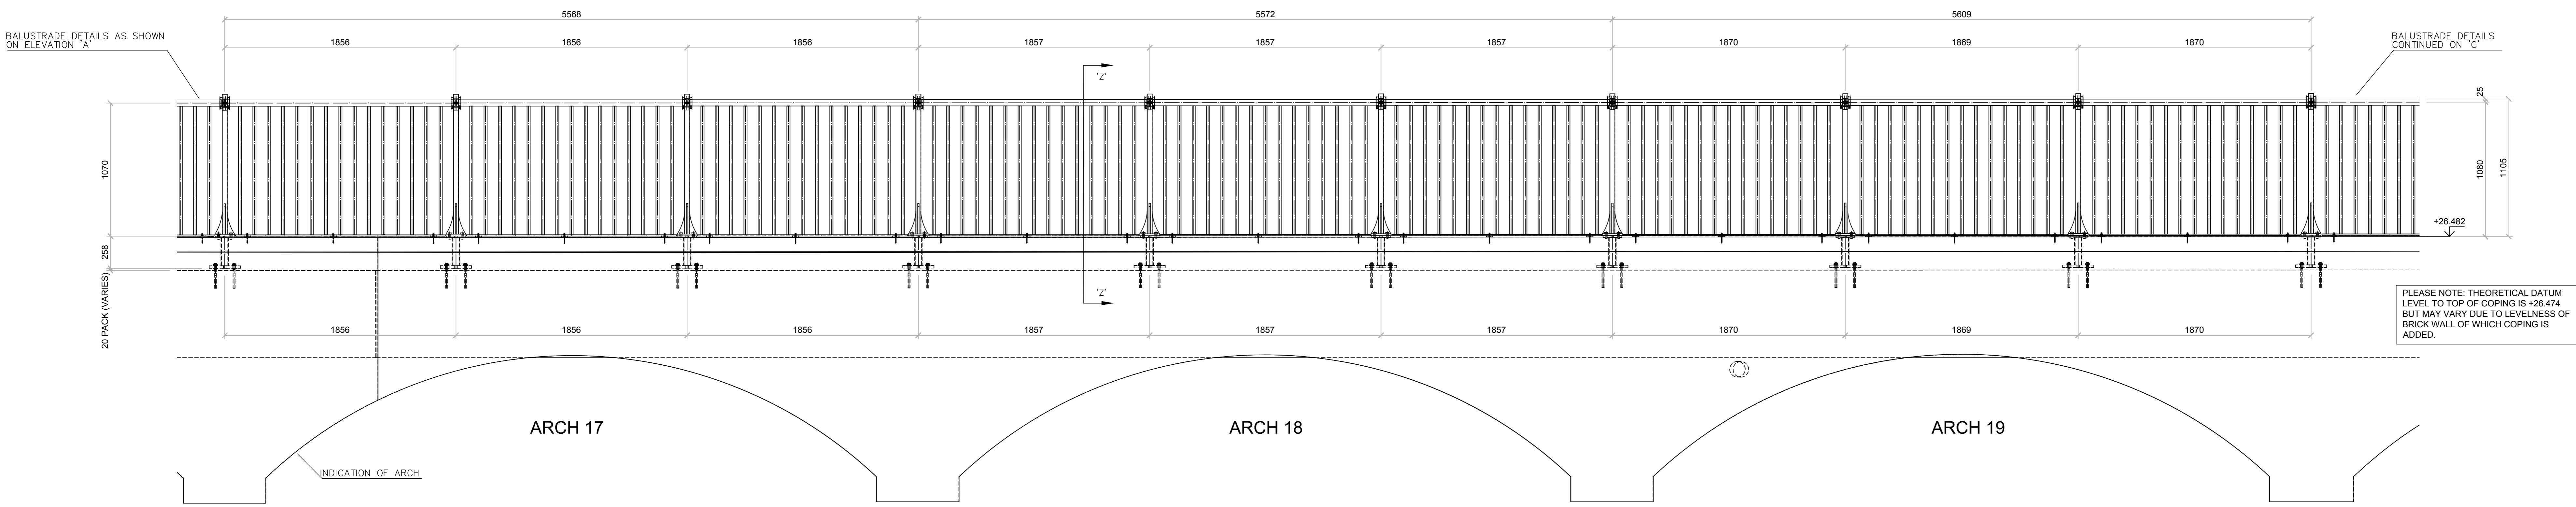 5568
5572
5609
BALUSTRADE DETAILS AS SHOWN
ON ELEVATION 'A'
1856
1856
1856
1857
1857
1857
1870
1869
1870
BALUSTRADE DETAILS
CONTINUED ON 'C'
'Z'
25
1070
1080
1105
+26.482
258
20 PACK (VARIES)
'Z'
PLEASE NOTE: THEORETICAL DATUM
LEVEL TO TOP OF COPING IS +26.474
BUT MAY VARY DUE TO LEVELNESS OF
BRICK WALL OF WHICH COPING IS
ADDED.
1856
1856
1856
1857
1857
1857
1870
1869
1870
ARCH 17
ARCH 18
ARCH 19
INDICATION OF ARCH